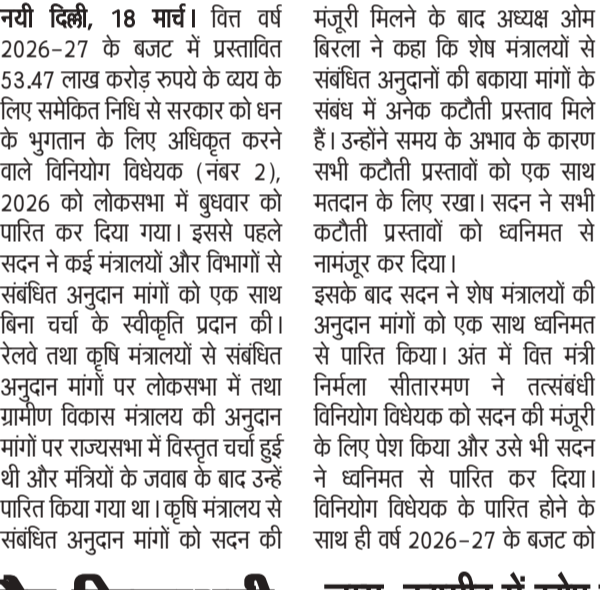 नयी दिल्ली, 18 मार्च। वित्त वर्ष
2026-27 के बजट में प्रस्तावित
53.47 लाख करोड़ रुपये के व्यय के
लिए समेकित निधि से सरकार को धन
के भुगतान के लिए अधिकृत करने
वाले विनियोग विधेयक (नंबर 2),
2026 को लोकसभा में बुधवार को
पारित कर दिया गया। इससे पहले
सदन ने कई मंत्रालयों और विभागों से
संबंधित अनुदान मांगों को एक साथ
बिना चर्चा के स्वीकृति प्रदान की।
रेलवे तथा कृषि मंत्रालयों से संबंधित
अनुदान मांगों पर लोकसभा में तथा
ग्रामीण विकास मंत्रालय की अनुदान
मांगों पर राज्यसभा में विस्तृत चर्चा हुई
थी और मंत्रियों के जवाब के बाद उन्हें
पारित किया गया था। कृषि मंत्रालय से
संबंधित अनुदान मांगों को सदन की
मंजूरी मिलने के बाद अध्यक्ष ओम
बिरला ने कहा कि शेष मंत्रालयों से
संबंधित अनुदानों की बकाया मांगों के
संबंध में अनेक कटौती प्रस्ताव मिले
हैं। उन्होंने समय के अभाव के कारण
सभी कटौती प्रस्तावों को एक साथ
मतदान के लिए रखा। सदन ने सभी
कटौती प्रस्तावों को ध्वनिमत से
नामंजूर कर दिया।
इसके बाद सदन ने शेष मंत्रालयों की
अनुदान मांगों को एक साथ ध्वनिमत
से पारित किया। अंत में वित्त मंत्री
निर्मला सीतारमण ने तत्संबंधी
विनियोग विधेयक को सदन की मंजूरी
के लिए पेश किया और उसे भी सदन
ने ध्वनिमत से पारित कर दिया।
विनियोग विधेयक के पारित होने के
साथ ही वर्ष 2026-27 के बजट को